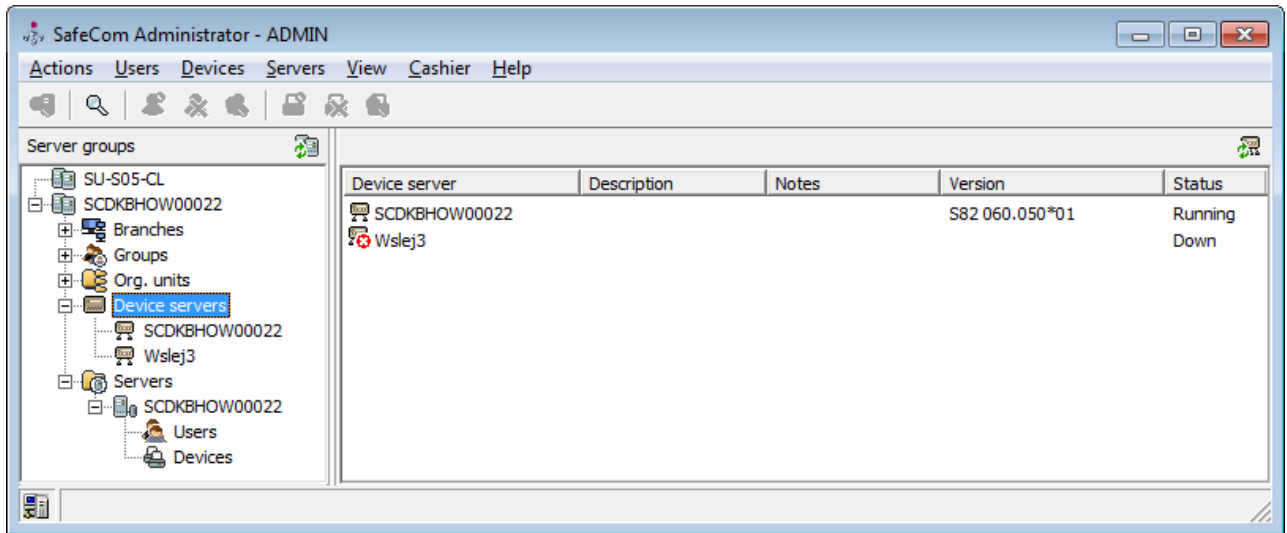 SafeCom Administrator - ADMIN
Actions Users Devices Servers View Cashier Help
Server groups
SU-S05-CL
SCDKBHOW00022
Branches
Groups
Org. units
Device servers
SCDKBHOW00022
Wslej3
Servers
SCDKBHOW00022
Users
Devices
Device server Description Notes Version Status
SCDKBHOW00022 S82 060.050*01 Running
Wslej3 Down